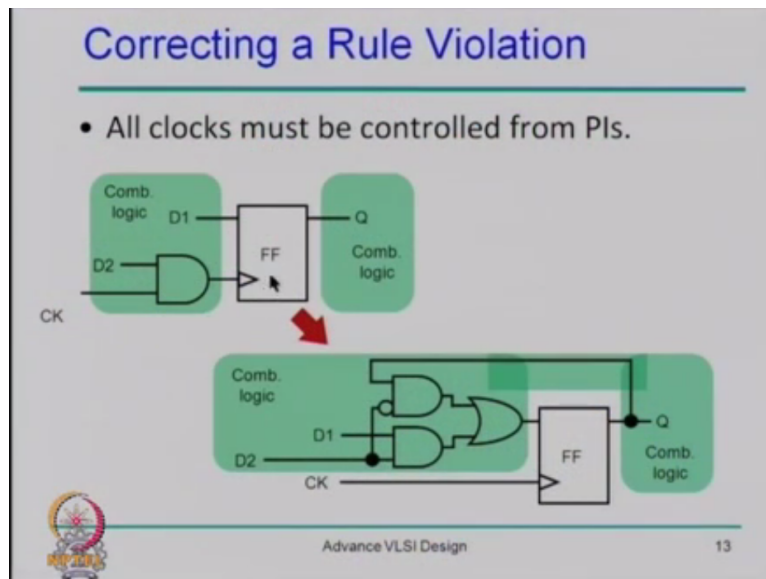 Correcting a Rule Violation
• All clocks must be controlled from PIs.
Comb.
logic
D1
Q
FF
Comb.
logic
D2
CK
Comb.
logic
D1
D2
CK
FF
Q
Comb.
logic
NPTEL
Advance VLSI Design
13